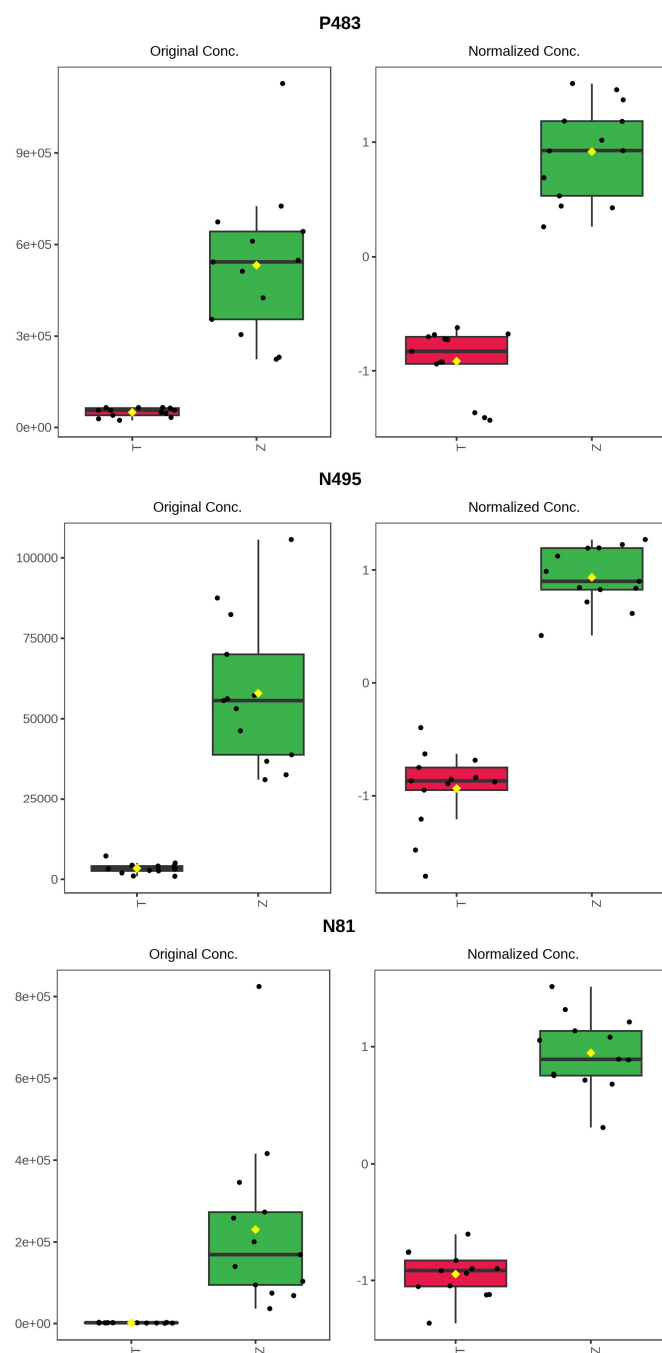 P483
Original Conc.
Normalized Conc.
9e+05
6e+05
3e+05
0e+00
1
0
-1
T
Z
T
Z
N495
Original Conc.
Normalized Conc.
100000
75000
50000
25000
0
1
0
-1
T
Z
T
Z
N81
Original Conc.
Normalized Conc.
8e+05
6e+05
4e+05
2e+05
0e+00
1
0
-1
T
Z
T
Z